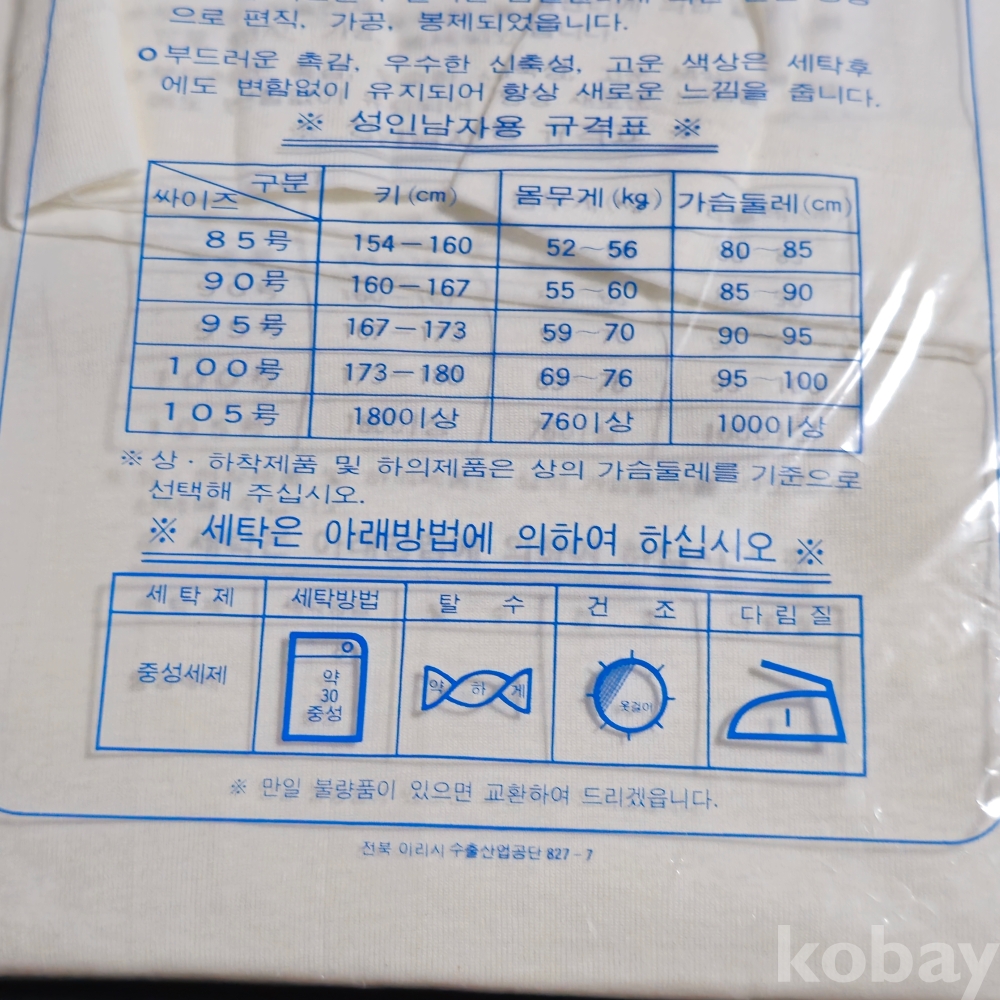 으로 편직, 가공, 봉제되었읍니다.
o 부드러운 촉감, 우수한 신축성, 고운 색상은 세탁후
에도 변함없이 유지되어 항상 새로운 느낌을 줍니다.
※ 성인남자용 규격표 ※
구분 싸이즈 키(cm) 몸무게(kg) 가슴둘레(cm)
85号 154-160 52~56 80~85
90号 160-167 55~60 85~90
95号 167-173 59~70 90~95
100号 173-180 69~76 95~100
105号 180이상 76이상 100이상
※ 상·하착제품 및 하의제품은 상의 가슴둘레를 기준으로
선택해 주십시오.
※ 세탁은 아래방법에 의하여 하십시오 ※
세탁제 세탁방법 탈 수 건 조 다림질
중성세제 약 30 중성 약하게 옷걸이
※ 만일 불량품이 있으면 교환하여 드리겠읍니다.
전북 이리시 수출산업공단 827-7
kobay